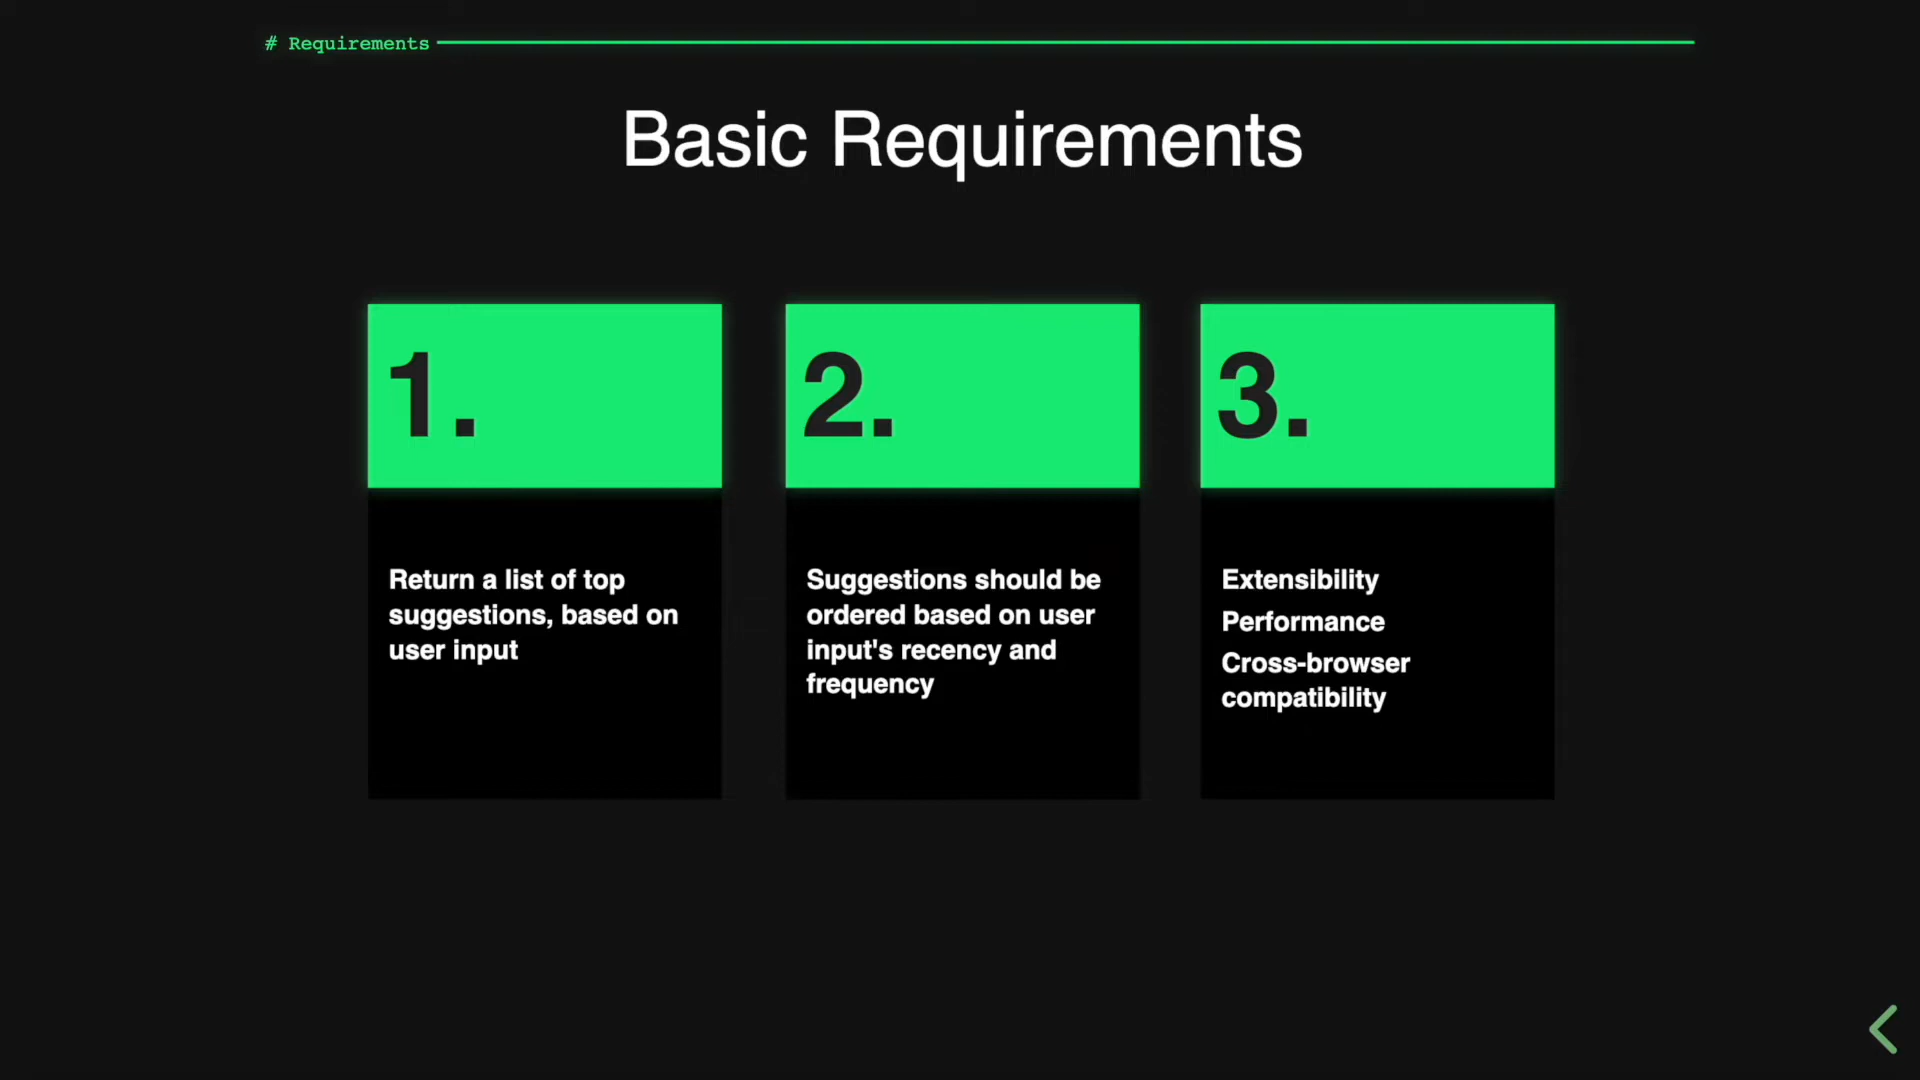 # Requirements
Basic Requirements
1.
Return a list of top
suggestions, based on
user input
2.
Suggestions should be
ordered based on user
input's recency and
frequency
3.
Extensibility
Performance
Cross-browser
compatibility